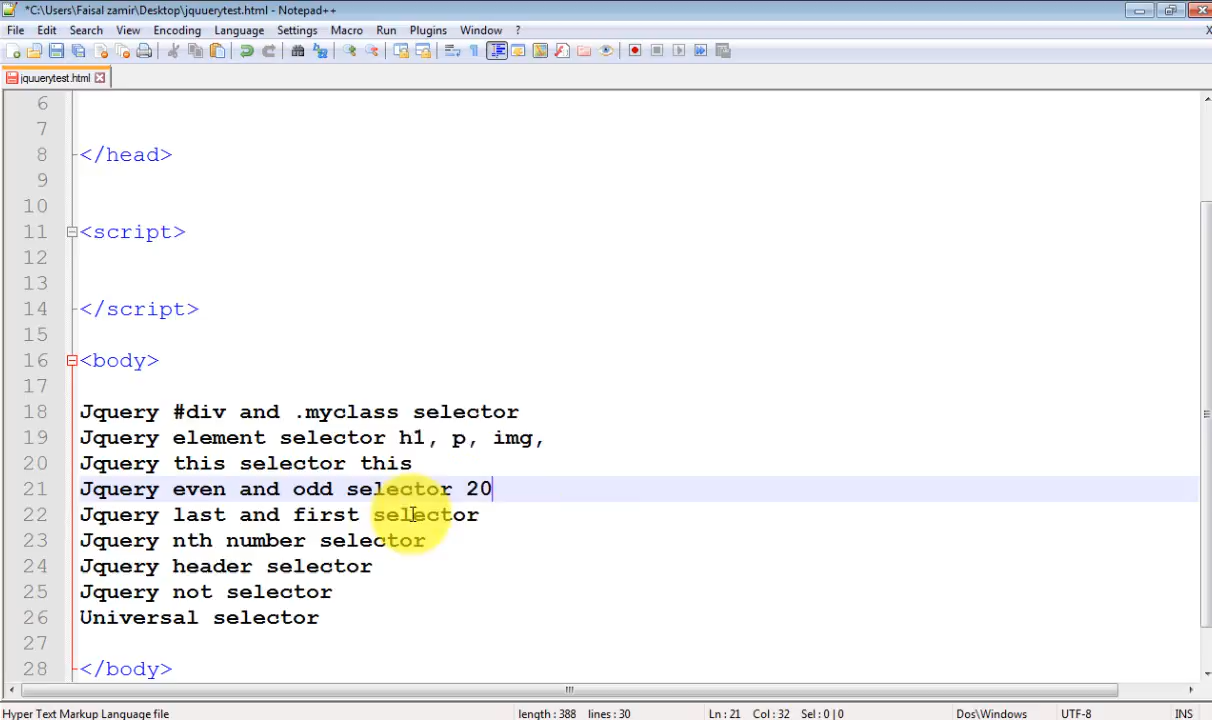 *C:\Users\Faisal zamir\Desktop\jquuerytest.html - Notepad++
File Edit Search View Encoding Language Settings Macro Run Plugins Window ? X
jquuerytest.html
6
7
8 </head>
9
10
11 <script>
12
13
14 </script>
15
16 <body>
17
18 Jquery #div and .myclass selector
19 Jquery element selector h1, p, img,
20 Jquery this selector this
21 Jquery even and odd selector 20
22 Jquery last and first selector
23 Jquery nth number selector
24 Jquery header selector
25 Jquery not selector
26 Universal selector
27
28 </body>
Hyper Text Markup Language file length : 388 lines : 30 Ln : 21 Col : 32 Sel : 0 | 0 Dos\Windows UTF-8 INS